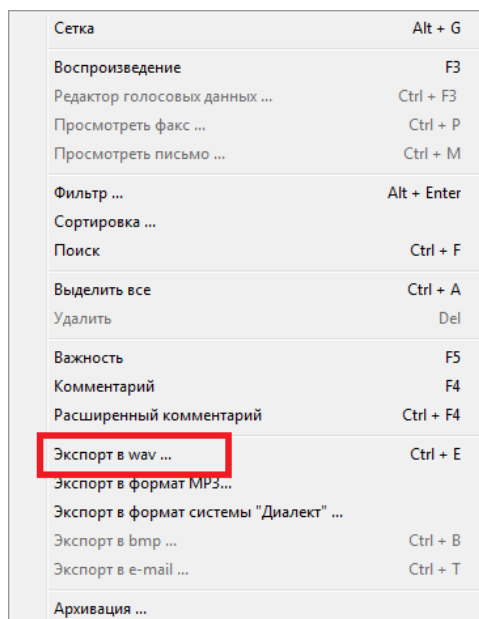 Сетка Alt + G
Воспроизведение F3
Редактор голосовых данных ... Ctrl + F3
Просмотреть факс ... Ctrl + P
Просмотреть письмо ... Ctrl + M
Фильтр ... Alt + Enter
Сортировка ...
Поиск Ctrl + F
Выделить все Ctrl + A
Удалить Del
Важность F5
Комментарий F4
Расширенный комментарий Ctrl + F4
Экспорт в wav ... Ctrl + E
Экспорт в формат MP3...
Экспорт в формат системы "Диалект" ...
Экспорт в bmp ... Ctrl + B
Экспорт в e-mail ... Ctrl + T
Архивация ...